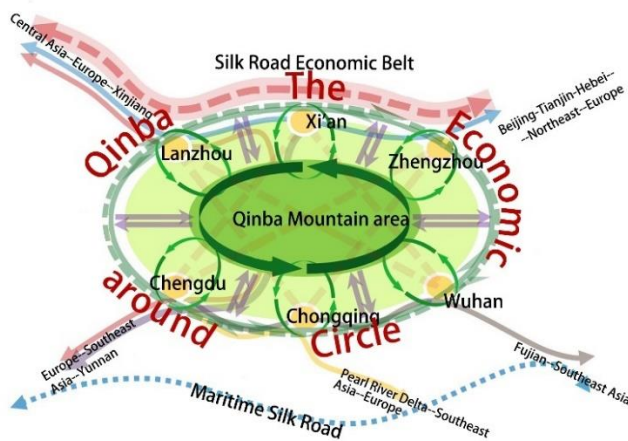 Silk Road Economic Belt
The
Economic
Circle
around
Qinba
Central Asia--Europe--Xinjiang
Beijing-Tianjin-Hebei--
--Northeast--Europe
Xi'an
Lanzhou
Zhengzhou
Qinba Mountain area
Chengdu
Chongqing
Wuhan
Europe--Southeast
Asia--Yunnan
Pearl River Delta--Southeast
Asia--Europe
Fujian--Southeast Asia
Maritime Silk Road